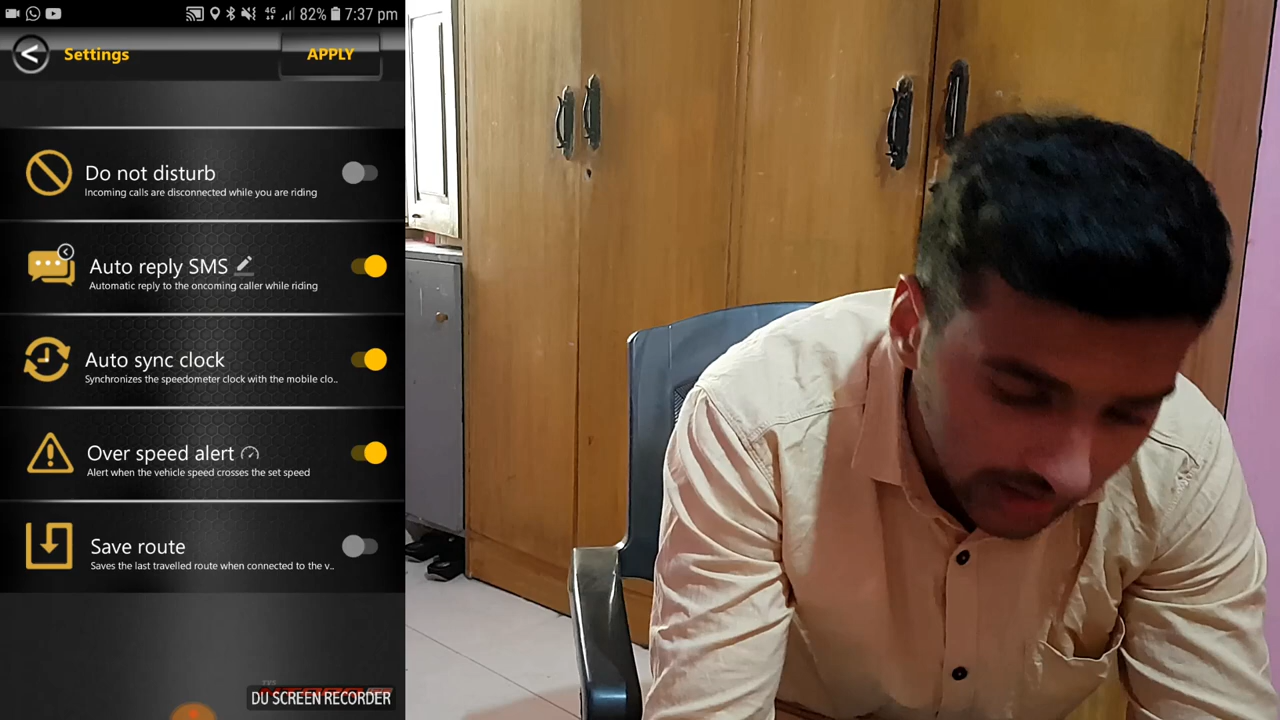 4G 82% 7:37 pm
Settings
APPLY
Do not disturb
Incoming calls are disconnected while you are riding
Auto reply SMS
Automatic reply to the oncoming caller while riding
Auto sync clock
Synchronizes the speedometer clock with the mobile clo..
Over speed alert
Alert when the vehicle speed crosses the set speed
Save route
Saves the last travelled route when connected to the v..
DU SCREEN RECORDER